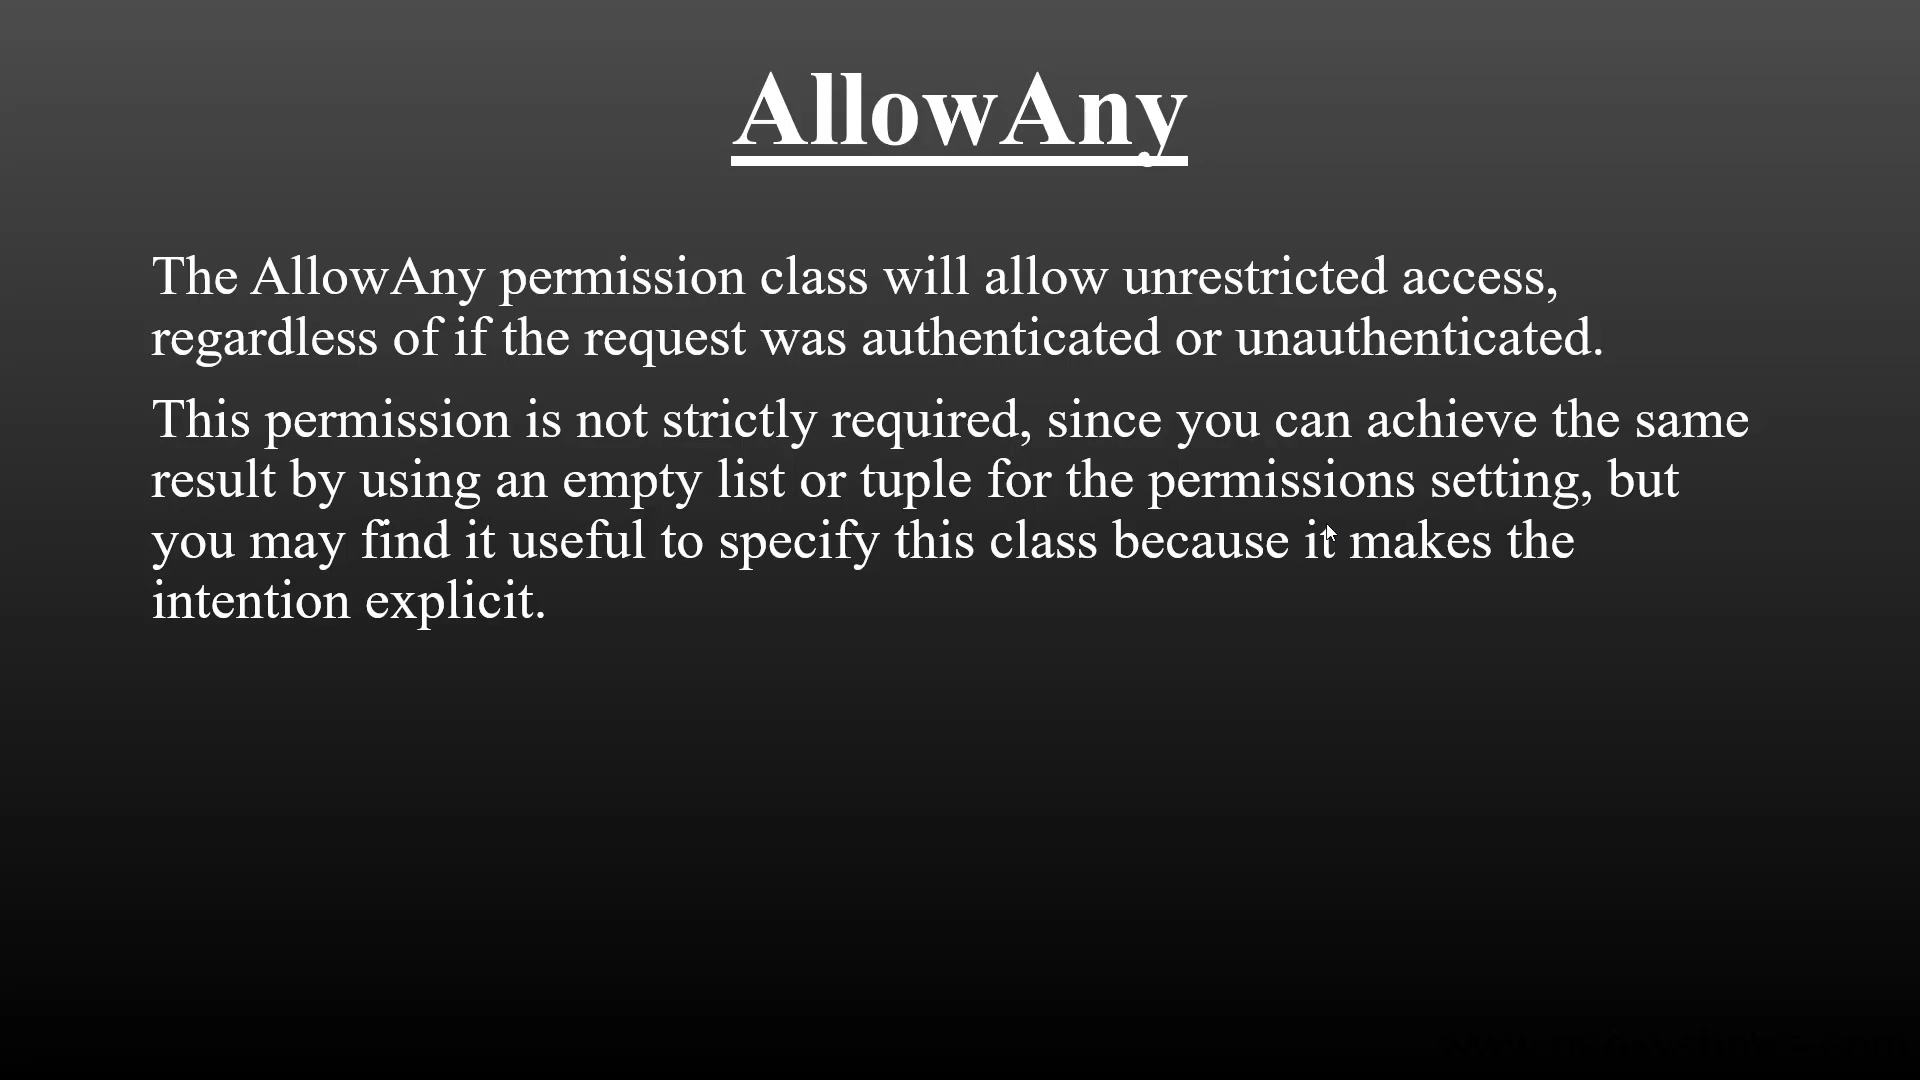 AllowAny
The AllowAny permission class will allow unrestricted access,
regardless of if the request was authenticated or unauthenticated.
This permission is not strictly required, since you can achieve the same
result by using an empty list or tuple for the permissions setting, but
you may find it useful to specify this class because it makes the
intention explicit.